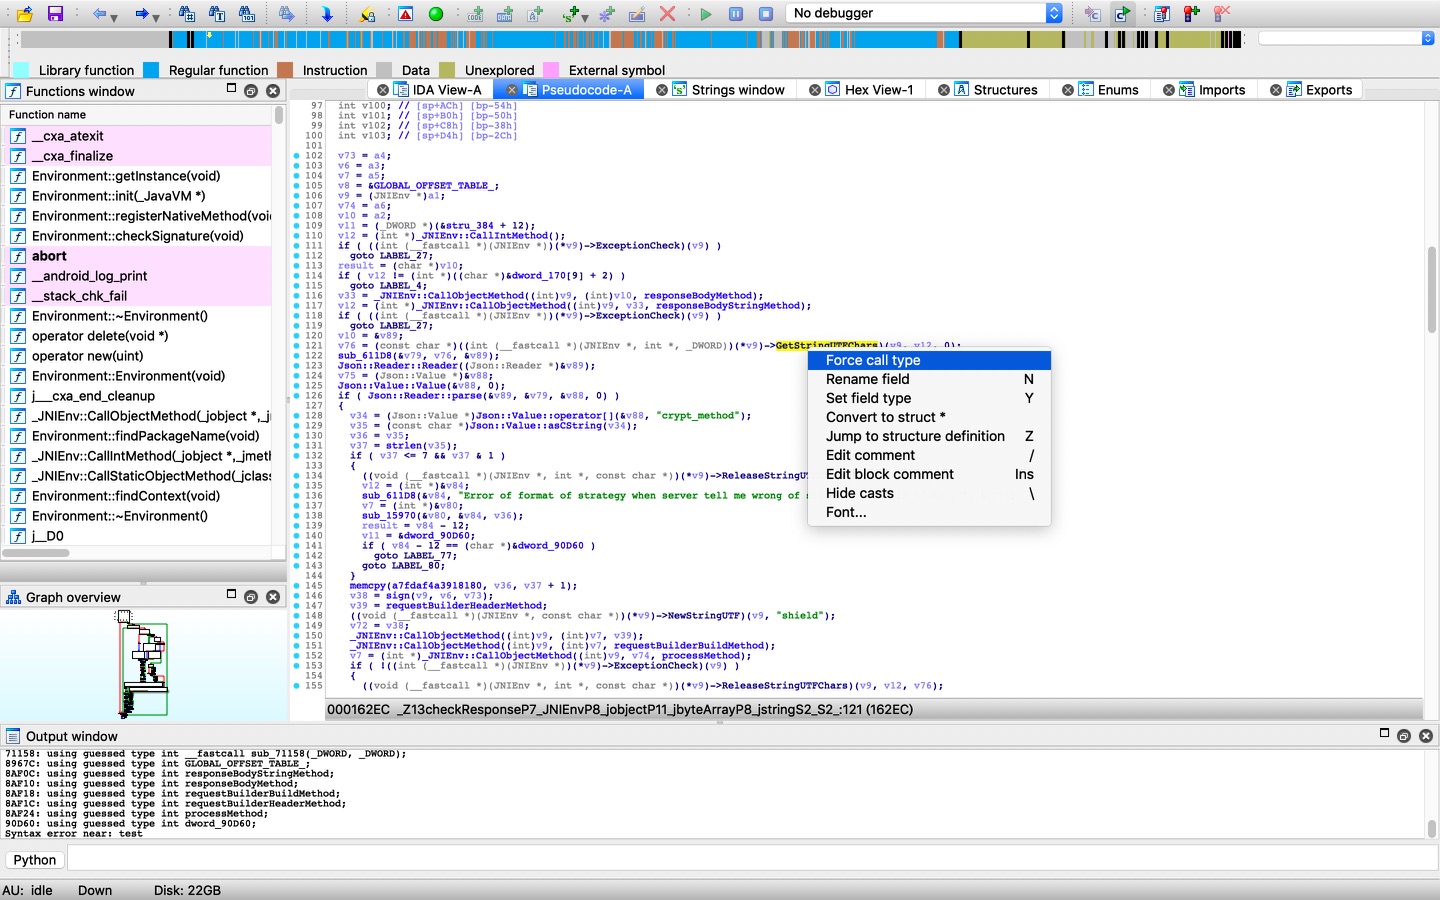 No debugger
Library function Regular function Instruction Data Unexplored External symbol
Functions window
IDA View-A Pseudocode-A Strings window Hex View-1 Structures Enums Imports Exports
Function name
__cxa_atexit
__cxa_finalize
Environment::getInstance(void)
Environment::init(_JavaVM *)
Environment::registerNativeMethod(voi
Environment::checkSignature(void)
abort
__android_log_print
__stack_chk_fail
Environment::~Environment()
operator delete(void *)
operator new(uint)
Environment::Environment(void)
j___cxa_end_cleanup
_JNIEnv::CallObjectMethod(_jobject *,_j
Environment::findPackageName(void)
_JNIEnv::CallIntMethod(_jobject *,_jmet
_JNIEnv::CallStaticObjectMethod(_jclass
Environment::findContext(void)
Environment::~Environment()
j__D0
Graph overview
97 int v100; // [sp+ACh] [bp-54h]
98 int v101; // [sp+B0h] [bp-50h]
99 int v102; // [sp+C8h] [bp-38h]
100 int v103; // [sp+D4h] [bp-2Ch]
101
102 v73 = a4;
103 v6 = a3;
104 v7 = a5;
105 v8 = &GLOBAL_OFFSET_TABLE_;
106 v9 = (JNIEnv *)a1;
107 v74 = a6;
108 v10 = a2;
109 v11 = (_DWORD *)(&stru_384 + 12);
110 v12 = (int *)_JNIEnv::CallIntMethod();
111 if ( ((int (__fastcall *)(JNIEnv *))(*v9)->ExceptionCheck)(v9) )
112 goto LABEL_27;
113 result = (char *)v10;
114 if ( v12 != (int *)((char *)&dword_170[9] + 2) )
115 goto LABEL_4;
116 v33 = _JNIEnv::CallObjectMethod((int)v9, (int)v10, responseBodyMethod);
117 v12 = (int *)_JNIEnv::CallObjectMethod((int)v9, v33, responseBodyStringMethod);
118 if ( ((int (__fastcall *)(JNIEnv *))(*v9)->ExceptionCheck)(v9) )
119 goto LABEL_27;
120 v10 = &v89;
121 v76 = (const char *)((int (__fastcall *)(JNIEnv *, int *, _DWORD))(*v9)->GetStringUTFChars)(v9, v12, 0);
122 sub_611D8(&v79, v76, &v89);
123 Json::Reader::Reader((Json::Reader *)&v89);
124 v75 = (Json::Value *)&v88;
125 Json::Value::Value(&v88, 0);
126 if ( Json::Reader::parse(&v89, &v79, &v88, 0) )
127 {
128 v34 = (Json::Value *)Json::Value::operator[](&v88, "crypt_method");
129 v35 = (const char *)Json::Value::asCString(v34);
130 v36 = v35;
131 v37 = strlen(v35);
132 if ( v37 <= 7 && v37 & 1 )
133 {
134 ((void (__fastcall *)(JNIEnv *, int *, const char *))(*v9)->ReleaseStringUT
135 v12 = (int *)&v84;
136 sub_611D8(&v84, "Error of format of strategy when server tell me wrong of s
137 v7 = (int *)&v80;
138 sub_15970(&v80, &v84, v36);
139 result = v84 - 12;
140 v11 = &dword_90D60;
141 if ( v84 - 12 == (char *)&dword_90D60 )
142 goto LABEL_77;
143 goto LABEL_80;
144 }
145 memcpy(a7fdaf4a3918180, v36, v37 + 1);
146 v38 = sign(v9, v6, v73);
147 v39 = requestBuilderHeaderMethod;
148 ((void (__fastcall *)(JNIEnv *, const char *))(*v9)->NewStringUTF)(v9, "shield");
149 v72 = v38;
150 _JNIEnv::CallObjectMethod((int)v9, (int)v7, v39);
151 _JNIEnv::CallObjectMethod((int)v9, (int)v7, requestBuilderBuildMethod);
152 v7 = (int *)_JNIEnv::CallObjectMethod((int)v9, v74, processMethod);
153 if ( !((int (__fastcall *)(JNIEnv *))(*v9)->ExceptionCheck)(v9) )
154 {
155 ((void (__fastcall *)(JNIEnv *, int *, const char *))(*v9)->ReleaseStringUTFChars)(v9, v12, v76);
Force call type
Rename field N
Set field type Y
Convert to struct *
Jump to structure definition Z
Edit comment /
Edit block comment Ins
Hide casts \
Font...
000162EC _Z13checkResponseP7_JNIEnvP8_jobjectP11_jbyteArrayP8_jstringS2_S2_:121 (162EC)
Output window
71158: using guessed type int __fastcall sub_71158(_DWORD, _DWORD);
8967C: using guessed type int GLOBAL_OFFSET_TABLE_;
8AF0C: using guessed type int responseBodyStringMethod;
8AF10: using guessed type int responseBodyMethod;
8AF18: using guessed type int requestBuilderBuildMethod;
8AF1C: using guessed type int requestBuilderHeaderMethod;
8AF24: using guessed type int processMethod;
90D60: using guessed type int dword_90D60;
Syntax error near: test
Python
AU: idle Down Disk: 22GB